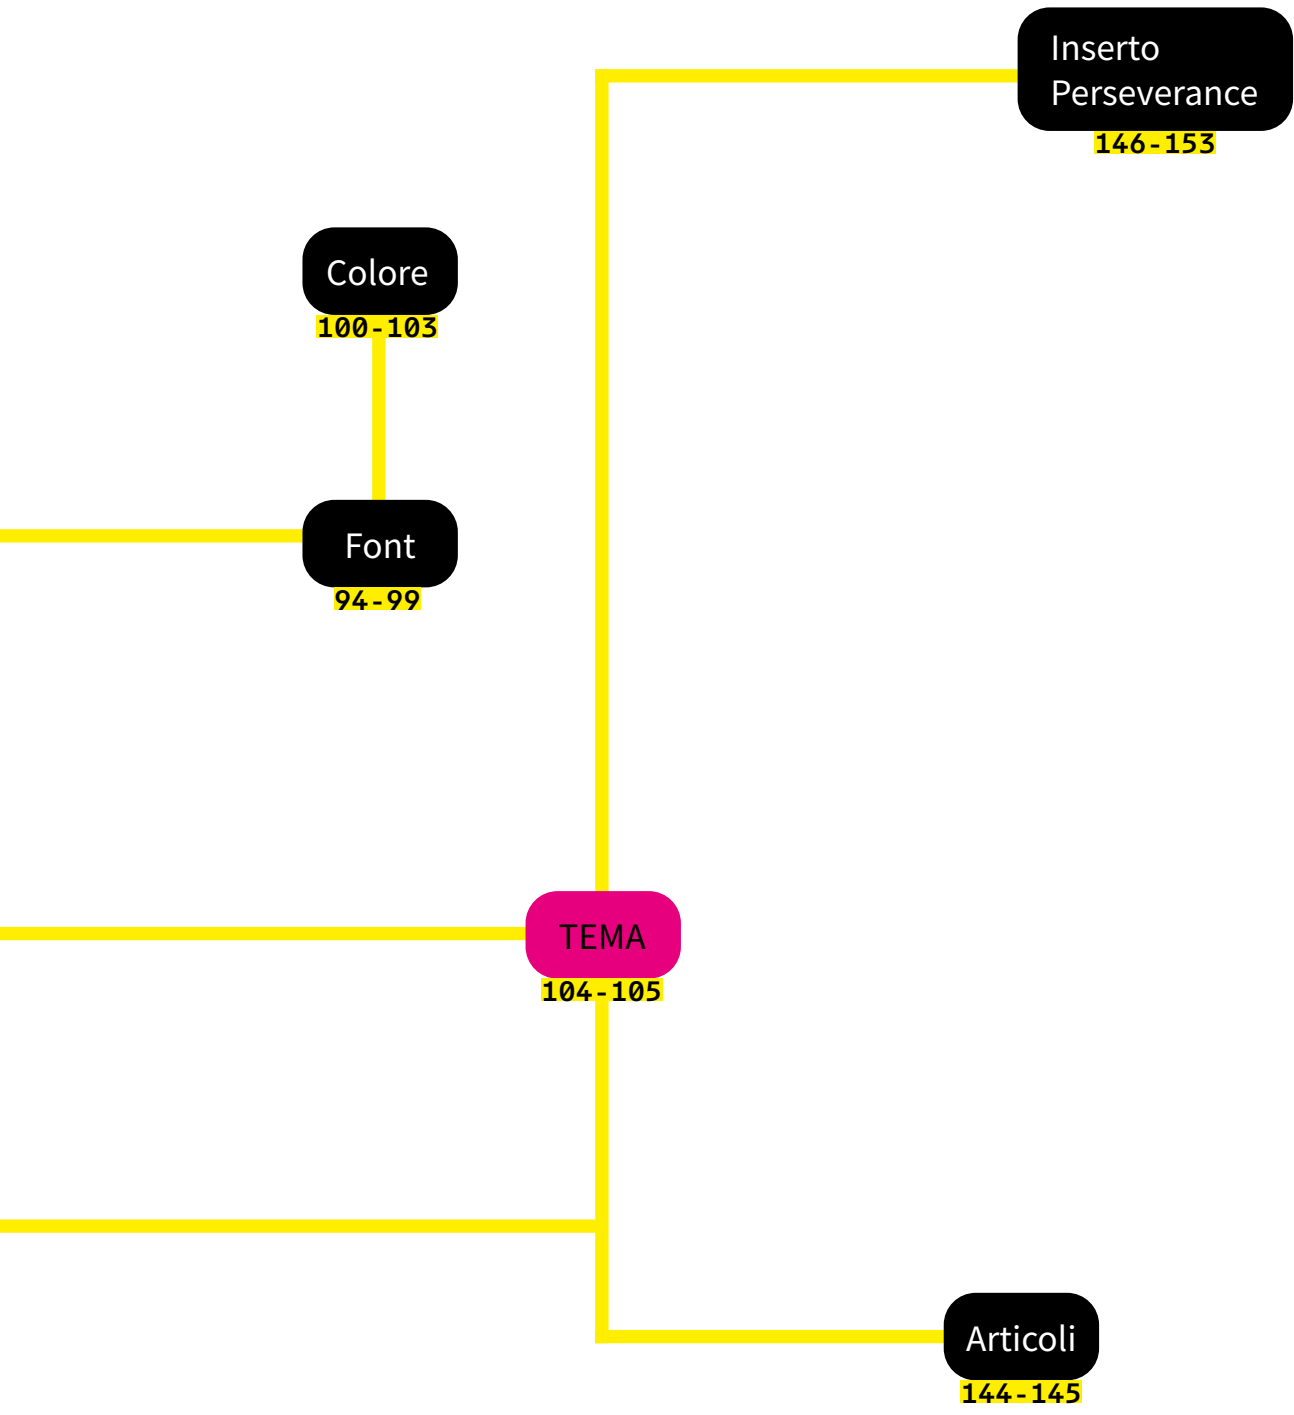 Inserto
Perseverance
146-153
Colore
100-103
Font
94-99
TEMA
104-105
Articoli
144-145